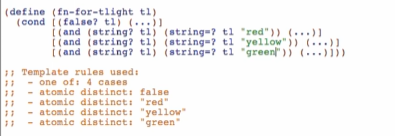 (define (fn-for-tlight tl)
(cond [(false? tl) (...)]
[(and (string? tl) (string=? tl "red")) (...)]
[(and (string? tl) (string=? tl "yellow")) (...)]
[(and (string? tl) (string=? tl "green")) (...)]))
;; Template rules used:
;; - one of: 4 cases
;; - atomic distinct: false
;; - atomic distinct: "red"
;; - atomic distinct: "yellow"
;; - atomic distinct: "green"